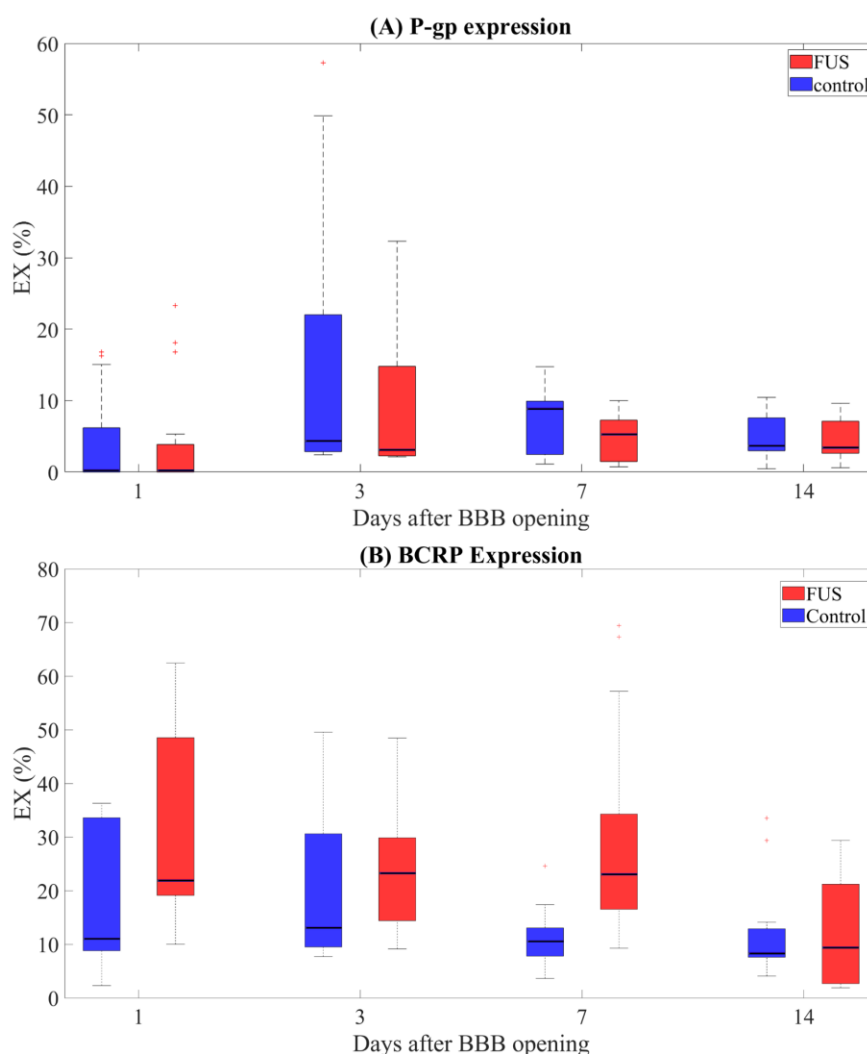 (A) P-gp expression
60
50
40
30
20
10
0
EX (%)
FUS
control
1 3 7 14
Days after BBB opening
(B) BCRP Expression
80
70
60
50
40
30
20
10
0
EX (%)
FUS
Control
1 3 7 14
Days after BBB opening